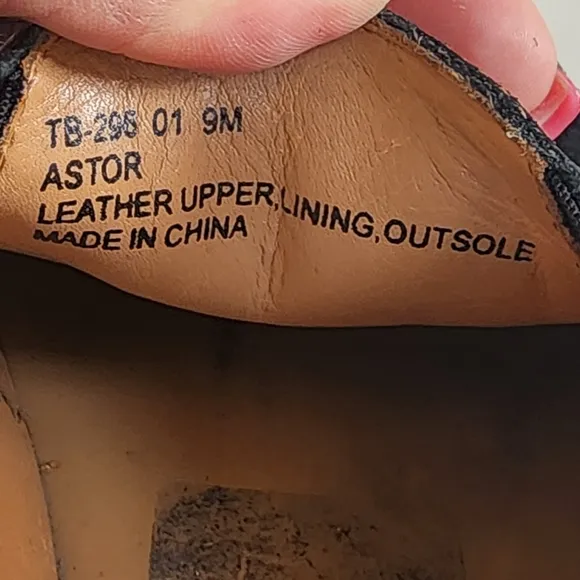 TB-296 01 9M
ASTOR
LEATHER UPPER,LINING,OUTSOLE
MADE IN CHINA